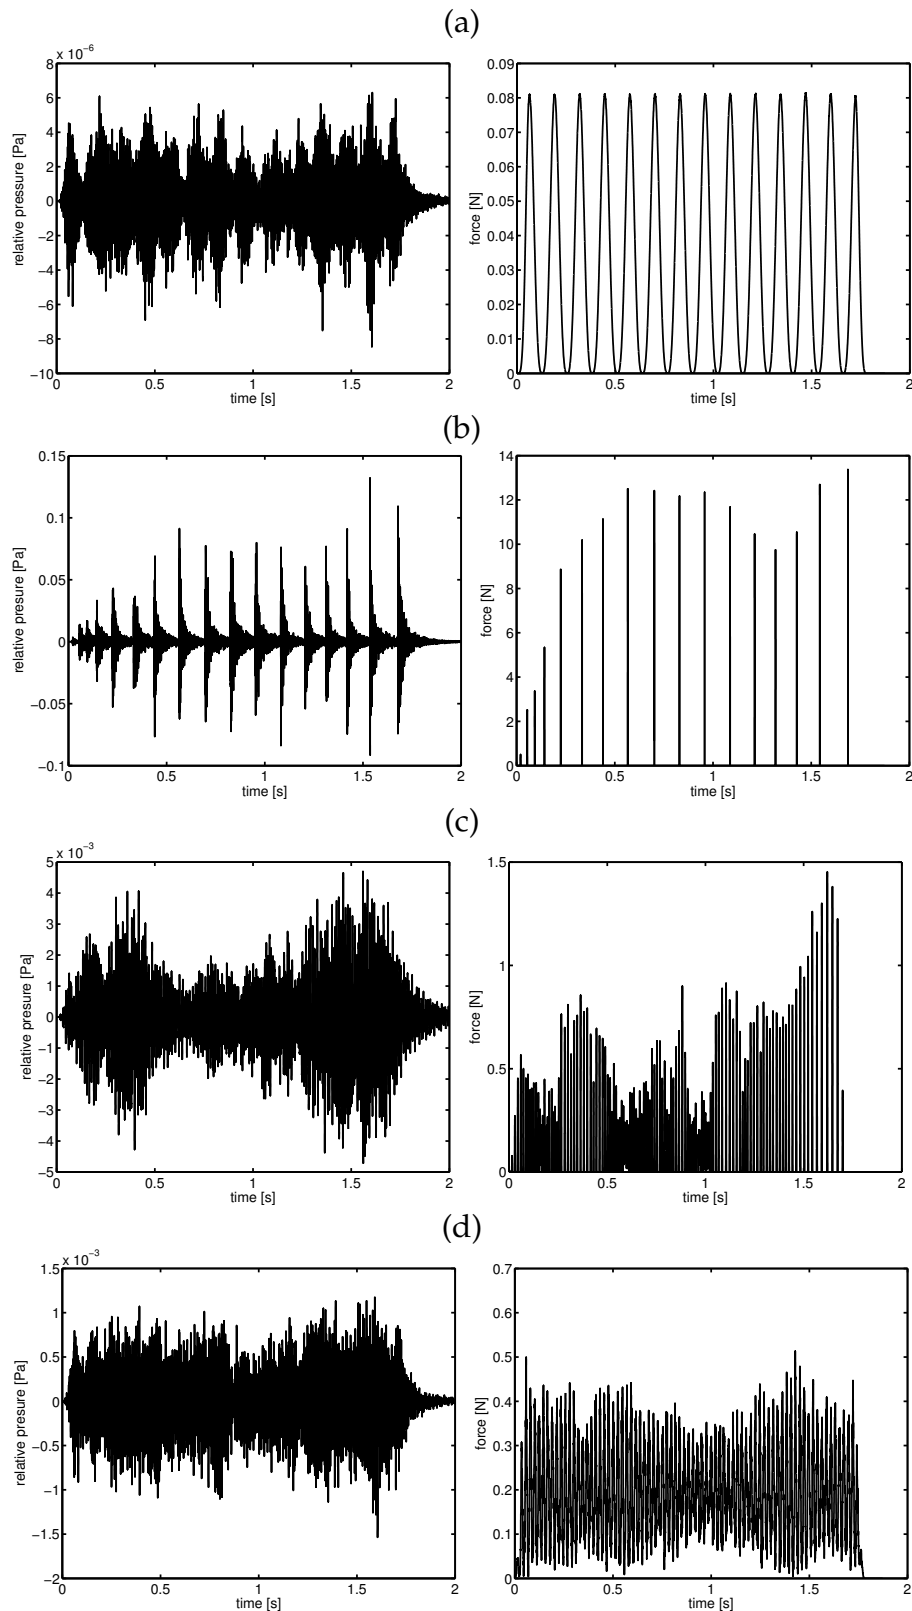 (a)
x 10⁻⁶
8
6
4
2
0
−2
−4
−6
−8
−10
relative pressure [Pa]
0 0.5 1 1.5 2
time [s]
0.09
0.08
0.07
0.06
0.05
0.04
0.03
0.02
0.01
0
force [N]
0 0.5 1 1.5 2
time [s]
(b)
0.15
0.1
0.05
0
−0.05
−0.1
relative presure [Pa]
0 0.5 1 1.5 2
time [s]
14
12
10
8
6
4
2
0
force [N]
0 0.5 1 1.5 2
time [s]
(c)
x 10⁻³
5
4
3
2
1
0
−1
−2
−3
−4
−5
relative presure [Pa]
0 0.5 1 1.5 2
time [s]
1.5
1
0.5
0
force [N]
0 0.5 1 1.5 2
time [s]
(d)
x 10⁻³
1.5
1
0.5
0
−0.5
−1
−1.5
−2
relative presure [Pa]
0 0.5 1 1.5 2
time [s]
0.7
0.6
0.5
0.4
0.3
0.2
0.1
0
force [N]
0 0.5 1 1.5 2
time [s]